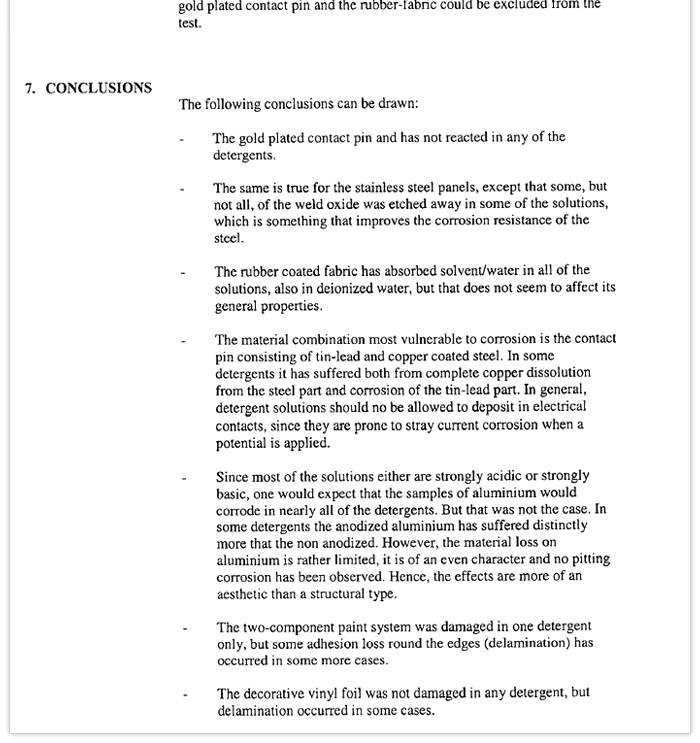 gold plated contact pin and the rubber-fabric could be excluded from the
test.
7. CONCLUSIONS
The following conclusions can be drawn:
- The gold plated contact pin and has not reacted in any of the
detergents.
- The same is true for the stainless steel panels, except that some, but
not all, of the weld oxide was etched away in some of the solutions,
which is something that improves the corrosion resistance of the
steel.
- The rubber coated fabric has absorbed solvent/water in all of the
solutions, also in deionized water, but that does not seem to affect its
general properties.
- The material combination most vulnerable to corrosion is the contact
pin consisting of tin-lead and copper coated steel. In some
detergents it has suffered both from complete copper dissolution
from the steel part and corrosion of the tin-lead part. In general,
detergent solutions should no be allowed to deposit in electrical
contacts, since they are prone to stray current corrosion when a
potential is applied.
- Since most of the solutions either are strongly acidic or strongly
basic, one would expect that the samples of aluminium would
corrode in nearly all of the detergents. But that was not the case. In
some detergents the anodized aluminium has suffered distinctly
more that the non anodized. However, the material loss on
aluminium is rather limited, it is of an even character and no pitting
corrosion has been observed. Hence, the effects are more of an
aesthetic than a structural type.
- The two-component paint system was damaged in one detergent
only, but some adhesion loss round the edges (delamination) has
occurred in some more cases.
- The decorative vinyl foil was not damaged in any detergent, but
delamination occurred in some cases.